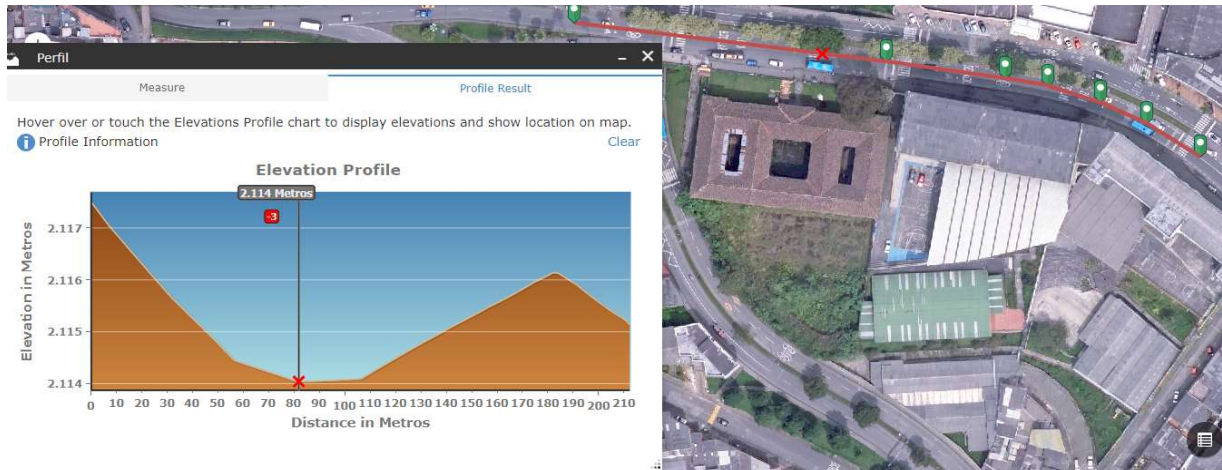 Perfil
Measure
Profile Result
Hover over or touch the Elevations Profile chart to display elevations and show location on map.
Profile Information
Clear
Elevation Profile
2.114 Metros
-3
Elevation in Metros
2.117
2.116
2.115
2.114
0 10 20 30 40 50 60 70 80 90 100 110 120 130 140 150 160 170 180 190 200 210
Distance in Metros